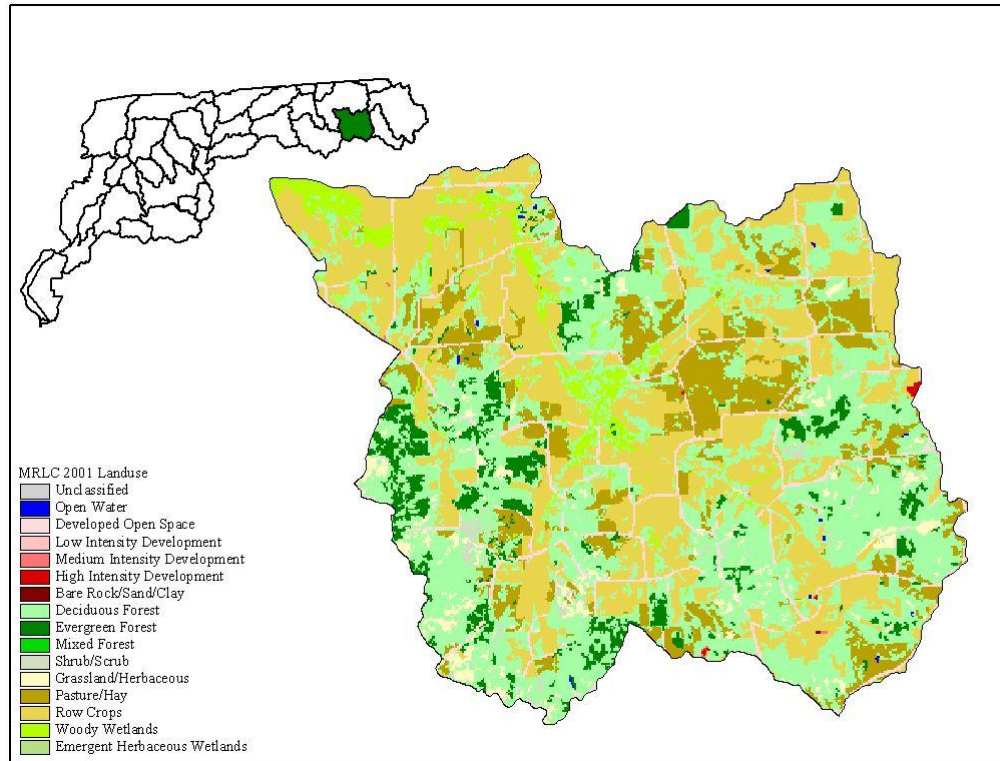 MRLC 2001 Landuse
Unclassified
Open Water
Developed Open Space
Low Intensity Development
Medium Intensity Development
High Intensity Development
Bare Rock/Sand/Clay
Deciduous Forest
Evergreen Forest
Mixed Forest
Shrub/Scrub
Grassland/Herbaceous
Pasture/Hay
Row Crops
Woody Wetlands
Emergent Herbaceous Wetlands